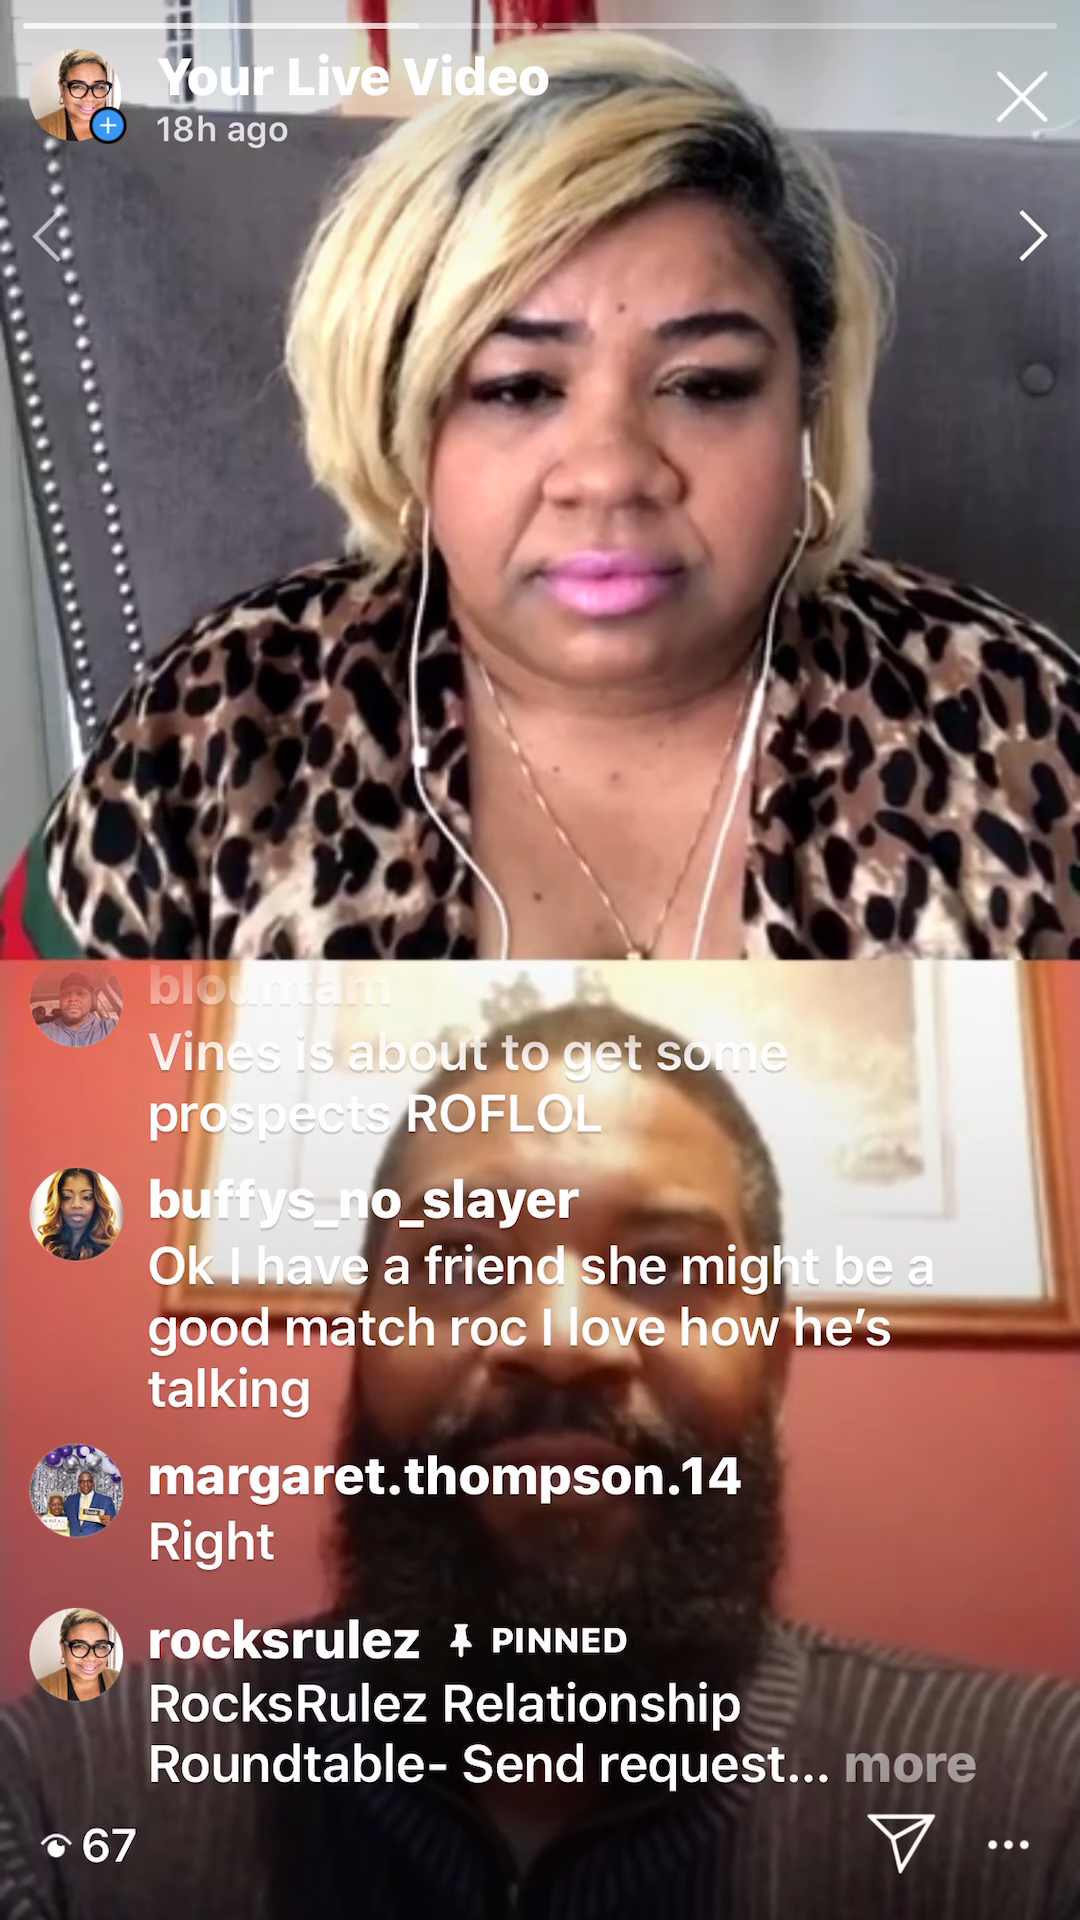 Your Live Video
18h ago
blountam
Vines is about to get some
prospects ROFLOL
buffys_no_slayer
Ok I have a friend she might be a
good match roc I love how he's
talking
margaret.thompson.14
Right
rocksrulez PINNED
RocksRulez Relationship
Roundtable- Send request... more
67